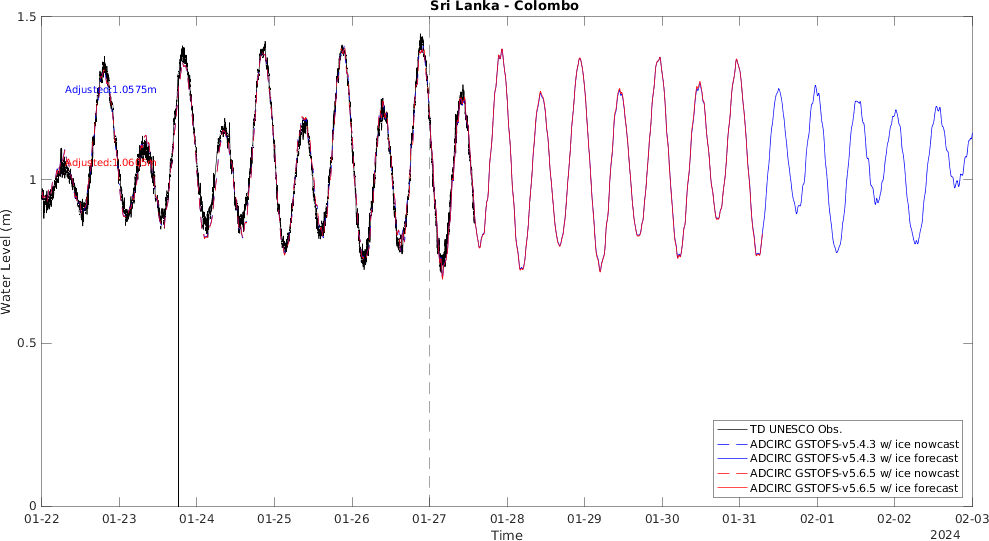 Sri Lanka - Colombo
1.5
Adjusted:1.0575m
1
0.5
0
Water Level (m)
TD UNESCO Obs.
ADCIRC GSTOFS-v5.4.3 w/ ice nowcast
ADCIRC GSTOFS-v5.4.3 w/ ice forecast
ADCIRC GSTOFS-v5.6.5 w/ ice nowcast
ADCIRC GSTOFS-v5.6.5 w/ ice forecast
01-22 01-23 01-24 01-25 01-26 01-27 01-28 01-29 01-30 01-31 02-01 02-02 02-03
Time
2024